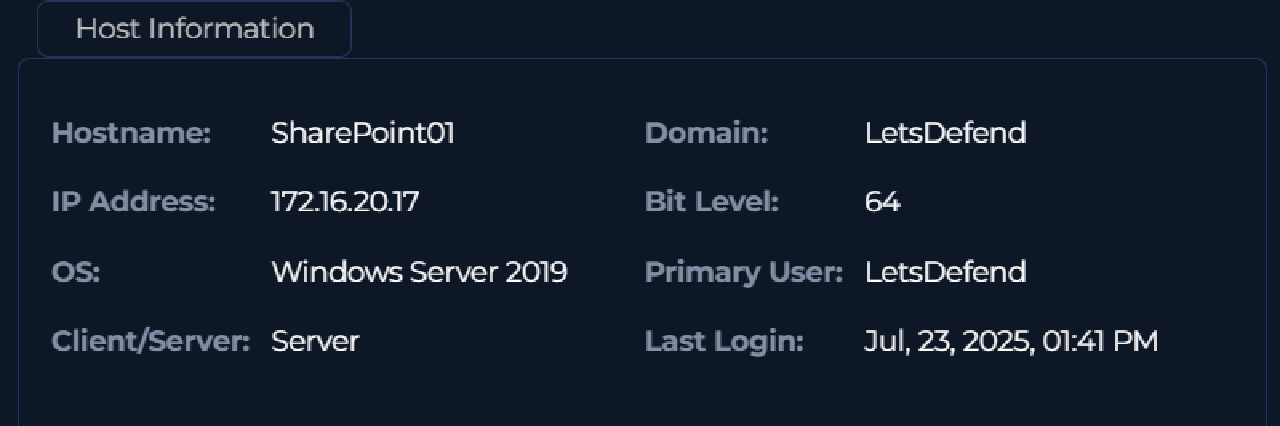 Host Information
Hostname: SharePoint01 Domain: LetsDefend
IP Address: 172.16.20.17 Bit Level: 64
OS: Windows Server 2019 Primary User: LetsDefend
Client/Server: Server Last Login: Jul, 23, 2025, 01:41 PM